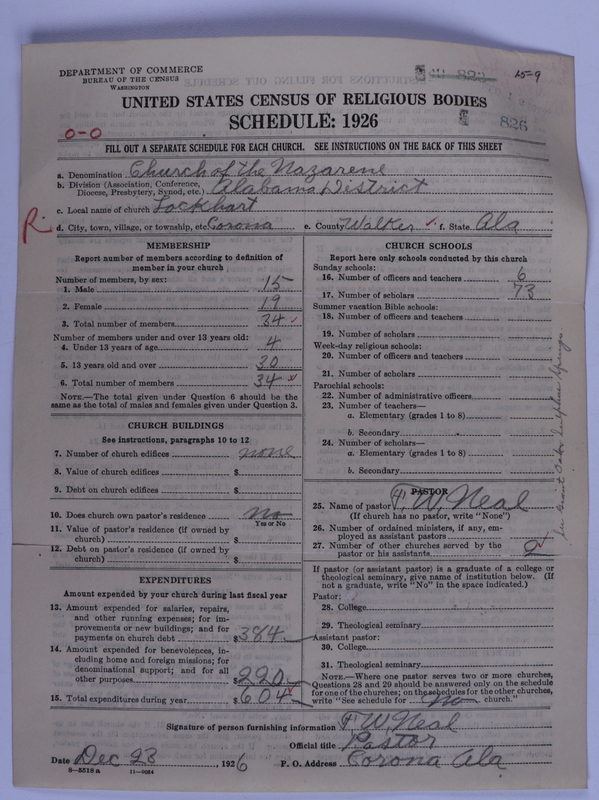 DEPARTMENT OF COMMERCE
BUREAU OF THE CENSUS
WASHINGTON
15-9
826
UNITED STATES CENSUS OF RELIGIOUS BODIES
SCHEDULE: 1926
0-0
FILL OUT A SEPARATE SCHEDULE FOR EACH CHURCH. SEE INSTRUCTIONS ON THE BACK OF THIS SHEET
a. Denomination Church of the Nazarene
b. Division (Association, Conference,
Diocese, Presbytery, Synod, etc.) Alabama District
c. Local name of church Lockhart
R. d. City, town, village, or township, etc. Corona e. County Walker f. State Ala
MEMBERSHIP
Report number of members according to definition of
member in your church
Number of members, by sex:
1. Male 15
2. Female 19
3. Total number of members 34
Number of members under and over 13 years old:
4. Under 13 years of age 4
5. 13 years old and over 30
6. Total number of members 34
NOTE.—The total given under Question 6 should be the
same as the total of males and females given under Question 3.
CHURCH BUILDINGS
See instructions, paragraphs 10 to 12
7. Number of church edifices none
8. Value of church edifices $
9. Debt on church edifices $
10. Does church own pastor's residence no
Yes or No
11. Value of pastor's residence (if owned by
church) $
12. Debt on pastor's residence (if owned by
church) $
EXPENDITURES
Amount expended by your church during last fiscal year
13. Amount expended for salaries, repairs,
and other running expenses; for im-
provements or new buildings; and for
payments on church debt $384
14. Amount expended for benevolences, in-
cluding home and foreign missions; for
denominational support; and for all
other purposes $220
15. Total expenditures during year $604
CHURCH SCHOOLS
Report here only schools conducted by this church
Sunday schools:
16. Number of officers and teachers 6
17. Number of scholars 73
Summer vacation Bible schools:
18. Number of officers and teachers
19. Number of scholars
Week-day religious schools:
20. Number of officers and teachers
21. Number of scholars
Parochial schools:
22. Number of administrative officers
23. Number of teachers—
a. Elementary (grades 1 to 8)
b. Secondary
24. Number of scholars—
a. Elementary (grades 1 to 8)
b. Secondary
PASTOR
25. Name of pastor T. W. Neal
(If church has no pastor, write "None")
26. Number of ordained ministers, if any, em-
ployed as assistant pastors
27. Number of other churches served by the
pastor or his assistants 2
If pastor (or assistant pastor) is a graduate of a college or
theological seminary, give name of institution below. (If
not a graduate, write "No" in the space indicated.)
Pastor:
28. College
29. Theological seminary
Assistant pastor:
30. College
31. Theological seminary
NOTE.—Where one pastor serves two or more churches,
Questions 28 and 29 should be answered only on the schedule
for one of the churches; on the schedules for the other churches,
write "See schedule for No church."
Signature of person furnishing information T. W. Neal
Official title Pastor
Date Dec 23, 1926 P. O. Address Corona Ala
8—5518a 11—9024